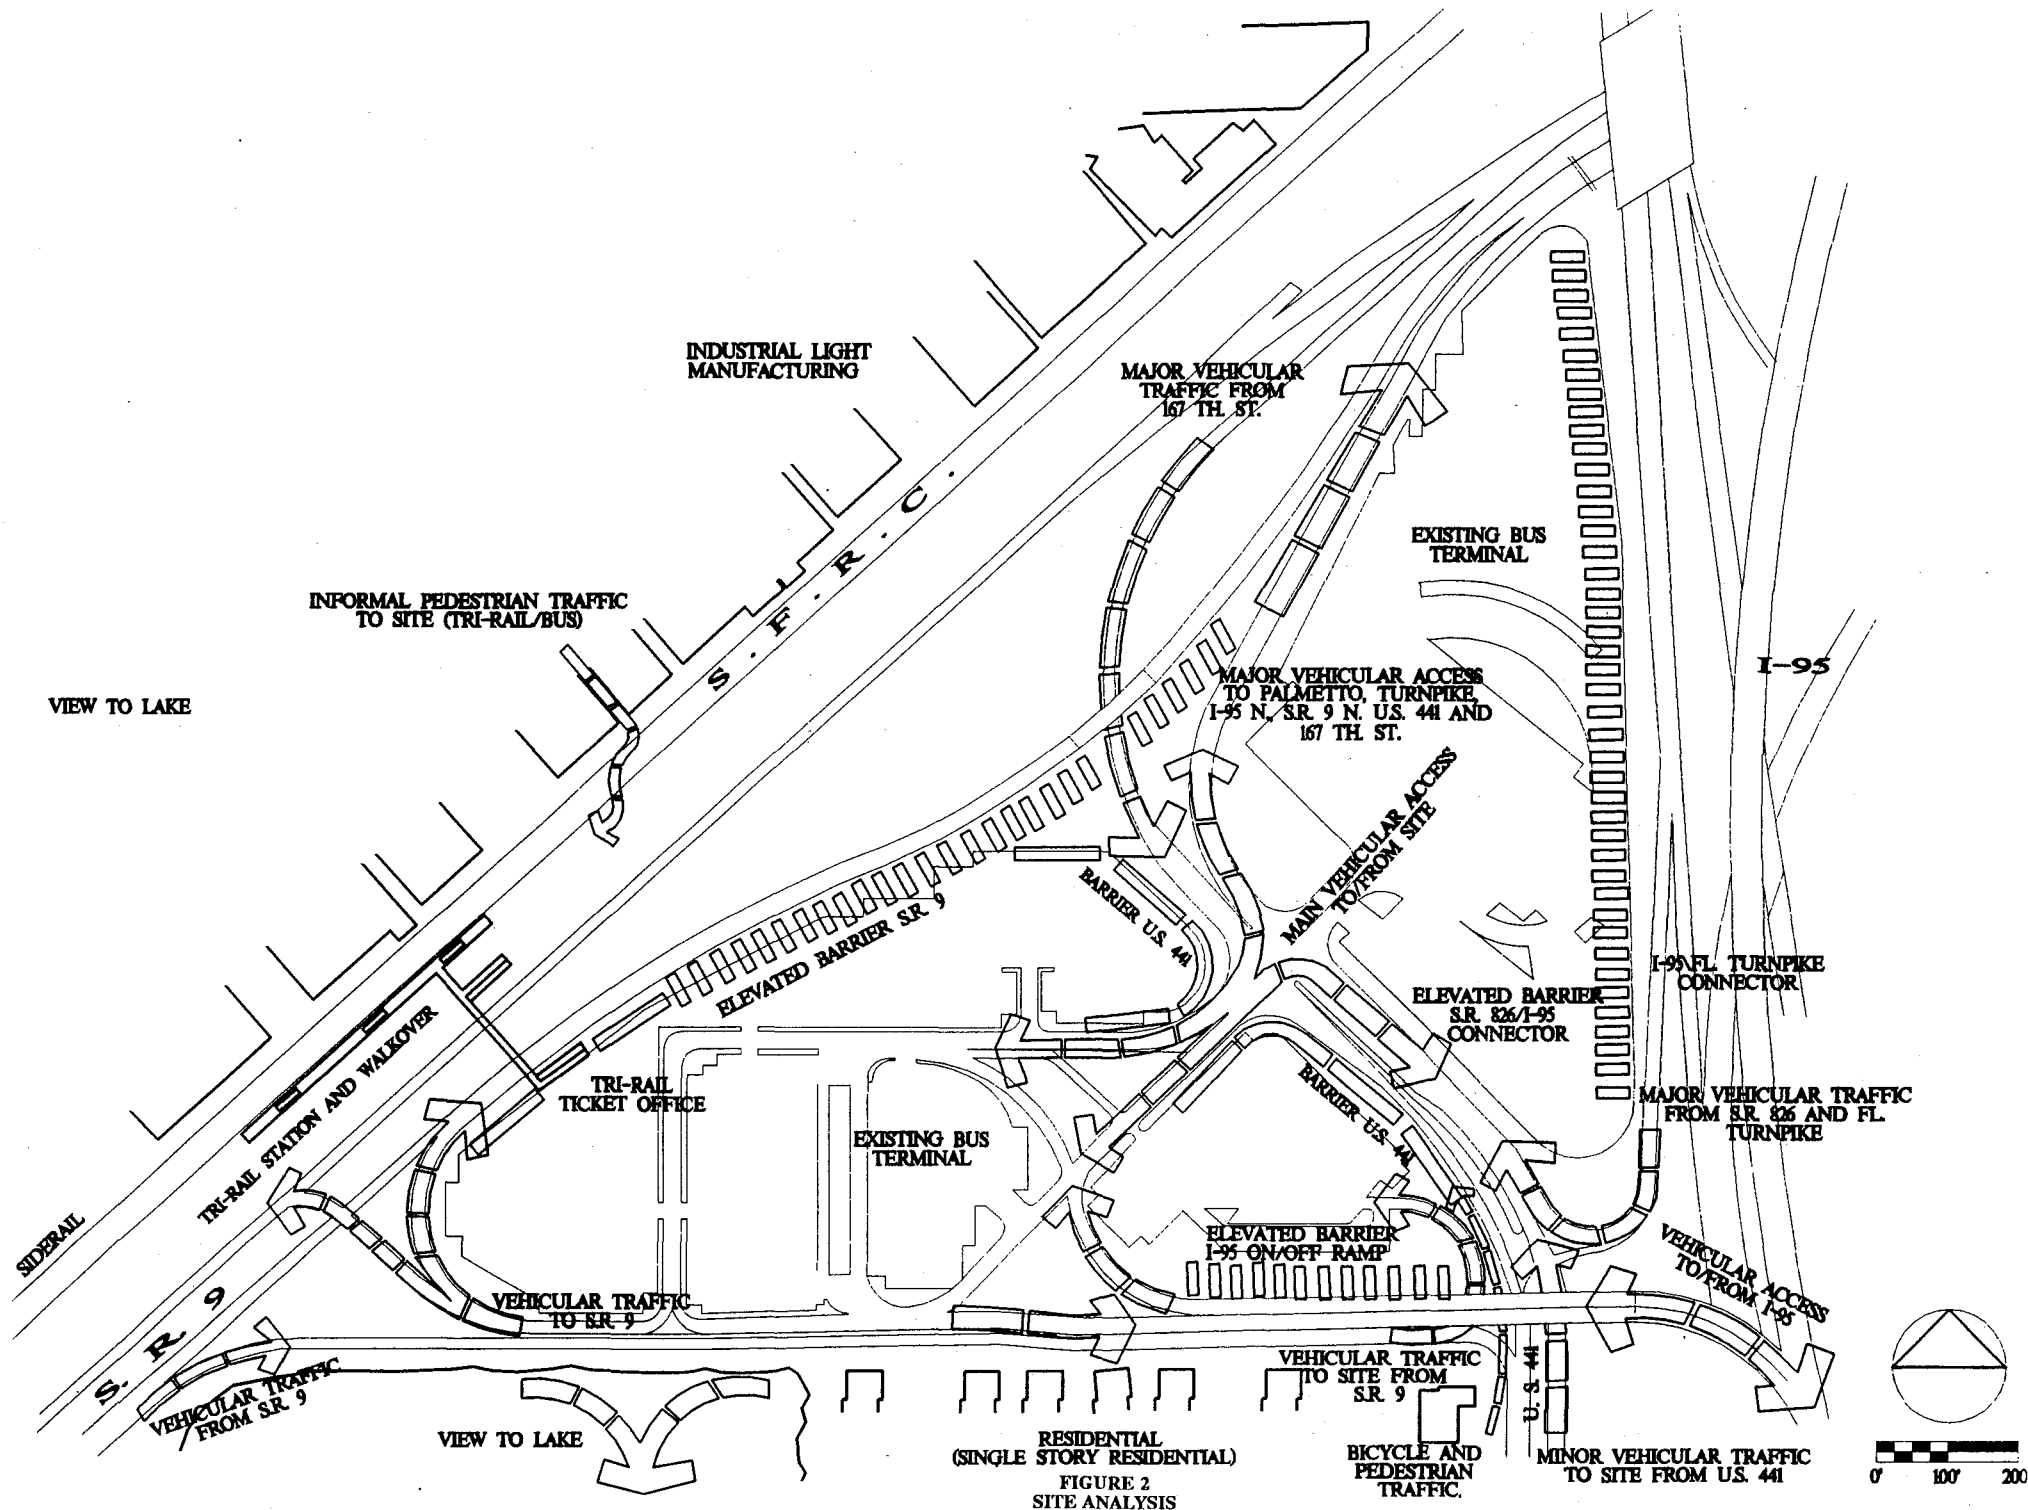 INDUSTRIAL LIGHT
MANUFACTURING
MAJOR VEHICULAR
TRAFFIC FROM
167 TH. ST.
EXISTING BUS
TERMINAL
INFORMAL PEDESTRIAN TRAFFIC
TO SITE (TRI-RAIL/BUS)
S. F. R. C.
VIEW TO LAKE
I-95
MAJOR VEHICULAR ACCESS
TO PALMETTO, TURNPIKE,
I-95 N., S.R. 9 N. U.S. 441 AND
167 TH. ST.
MAIN VEHICULAR ACCESS
TO/FROM SITE
BARRIER U.S. 441
ELEVATED BARRIER S.R. 9
I-95\FL. TURNPIKE
CONNECTOR
ELEVATED BARRIER
S.R. 826/I-95
CONNECTOR
TRI-RAIL STATION AND WALKOVER
TRI-RAIL
TICKET OFFICE
BARRIER U.S. 441
MAJOR VEHICULAR TRAFFIC
FROM S.R. 826 AND FL.
TURNPIKE
EXISTING BUS
TERMINAL
SIDERAIL
ELEVATED BARRIER
I-95 ON/OFF RAMP
VEHICULAR ACCESS
TO/FROM I-95
VEHICULAR TRAFFIC
TO S.R. 9
S. R. 9
VEHICULAR TRAFFIC
FROM S.R. 9
VEHICULAR TRAFFIC
TO SITE FROM
S.R. 9
U. S. 441
VIEW TO LAKE
RESIDENTIAL
(SINGLE STORY RESIDENTIAL)
BICYCLE AND
PEDESTRIAN
TRAFFIC.
MINOR VEHICULAR TRAFFIC
TO SITE FROM U.S. 441
0' 100' 200
FIGURE 2
SITE ANALYSIS